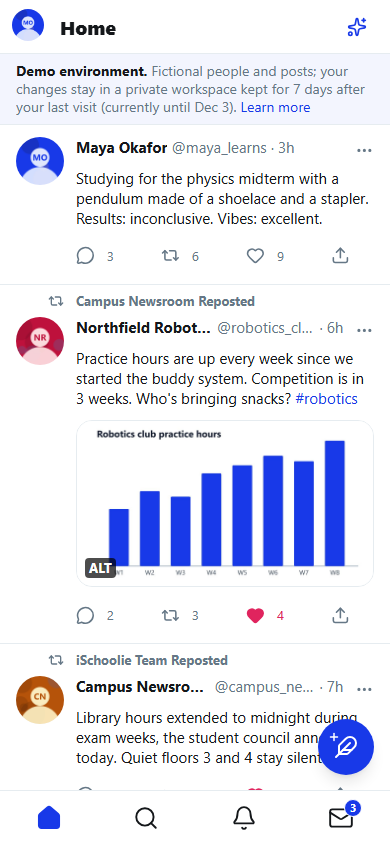 MO
Home
Demo environment. Fictional people and posts; your
changes stay in a private workspace kept for 7 days after
your last visit (currently until Dec 3). Learn more
MO
Maya Okafor @maya_learns · 3h
Studying for the physics midterm with a
pendulum made of a shoelace and a stapler.
Results: inconclusive. Vibes: excellent.
3 6 9
Campus Newsroom Reposted
NR
Northfield Robot... @robotics_cl... · 6h
Practice hours are up every week since we
started the buddy system. Competition is in
3 weeks. Who's bringing snacks? #robotics
Robotics club practice hours
ALT
W2 W3 W4 W5 W6 W7 W8
2 3 4
iSchoolie Team Reposted
CN
Campus Newsro... @campus_ne... · 7h
Library hours extended to midnight during
exam weeks, the student council
today. Quiet floors 3 and 4 stay
3